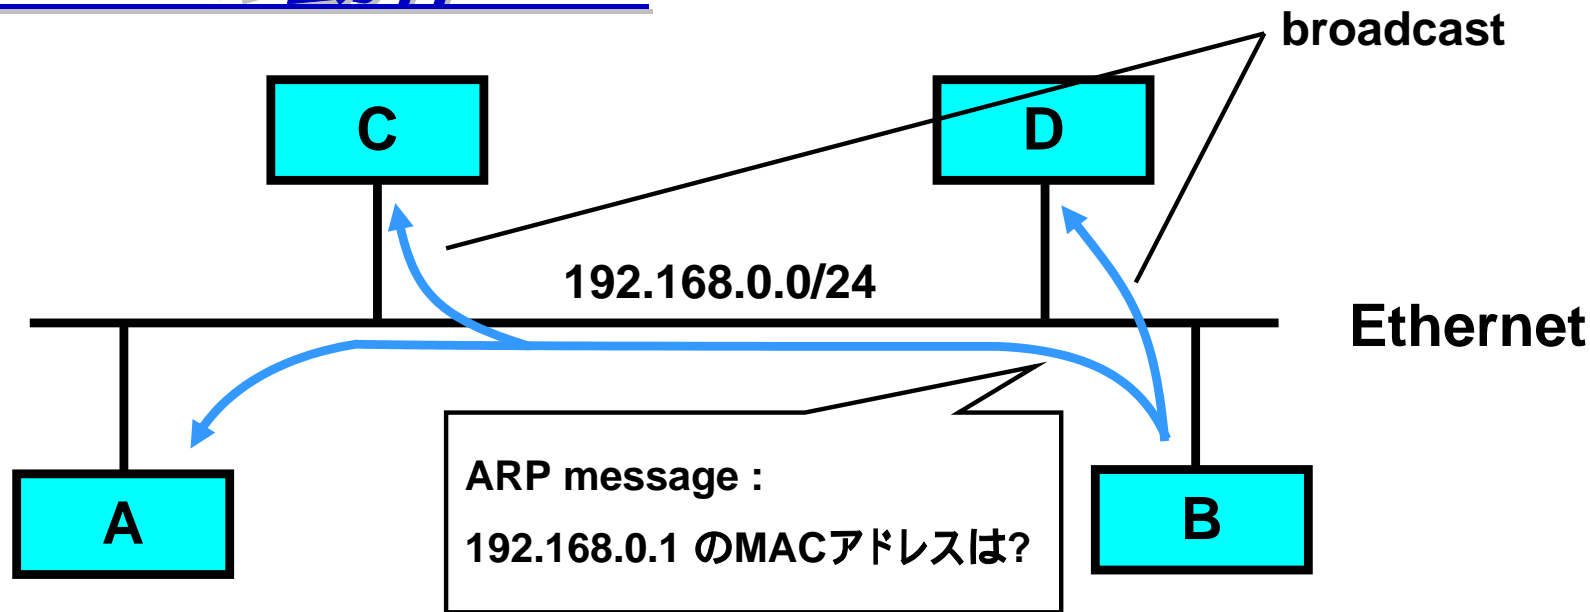 broadcast
C
D
192.168.0.0/24
Ethernet
ARP message :
192.168.0.1 のMACアドレスは?
A
B